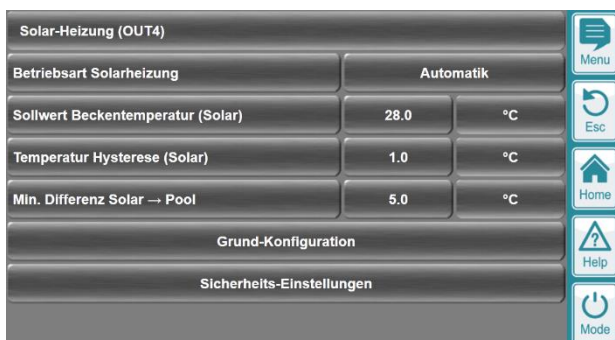 Solar-Heizung (OUT4)
Betriebsart Solarheizung Automatik
Sollwert Beckentemperatur (Solar) 28.0 °C
Temperatur Hysterese (Solar) 1.0 °C
Min. Differenz Solar → Pool 5.0 °C
Grund-Konfiguration
Sicherheits-Einstellungen
Menu
Esc
Home
?
Help
Mode